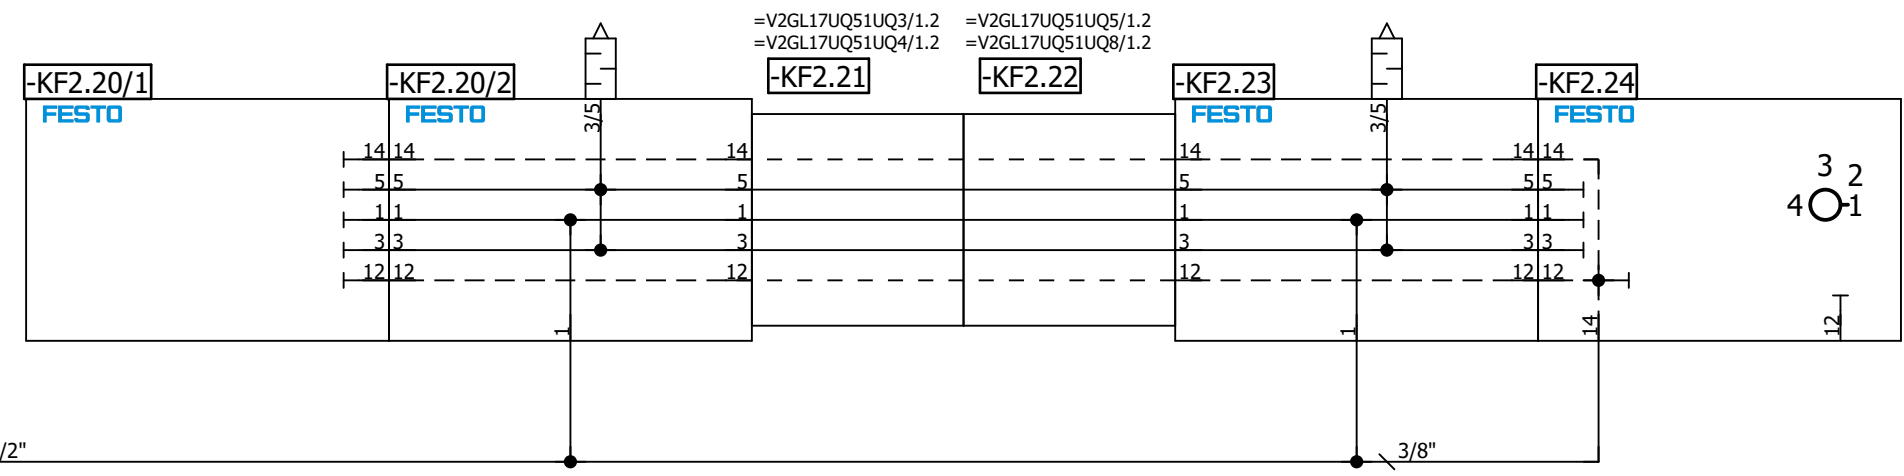 =V2GL17UQ51UQ3/1.2 =V2GL17UQ51UQ5/1.2
=V2GL17UQ51UQ4/1.2 =V2GL17UQ51UQ8/1.2
-KF2.20/1 -KF2.20/2 -KF2.21 -KF2.22 -KF2.23 -KF2.24
FESTO FESTO FESTO FESTO
3/5 3/5
14 14 14 14 14 14
5 5 5 5 5 5
1 1 1 1 1 1
3 3 3 3 3 3
12 12 12 12 12 12
3
2
4 1
1 1 14 12
/2" 3/8"